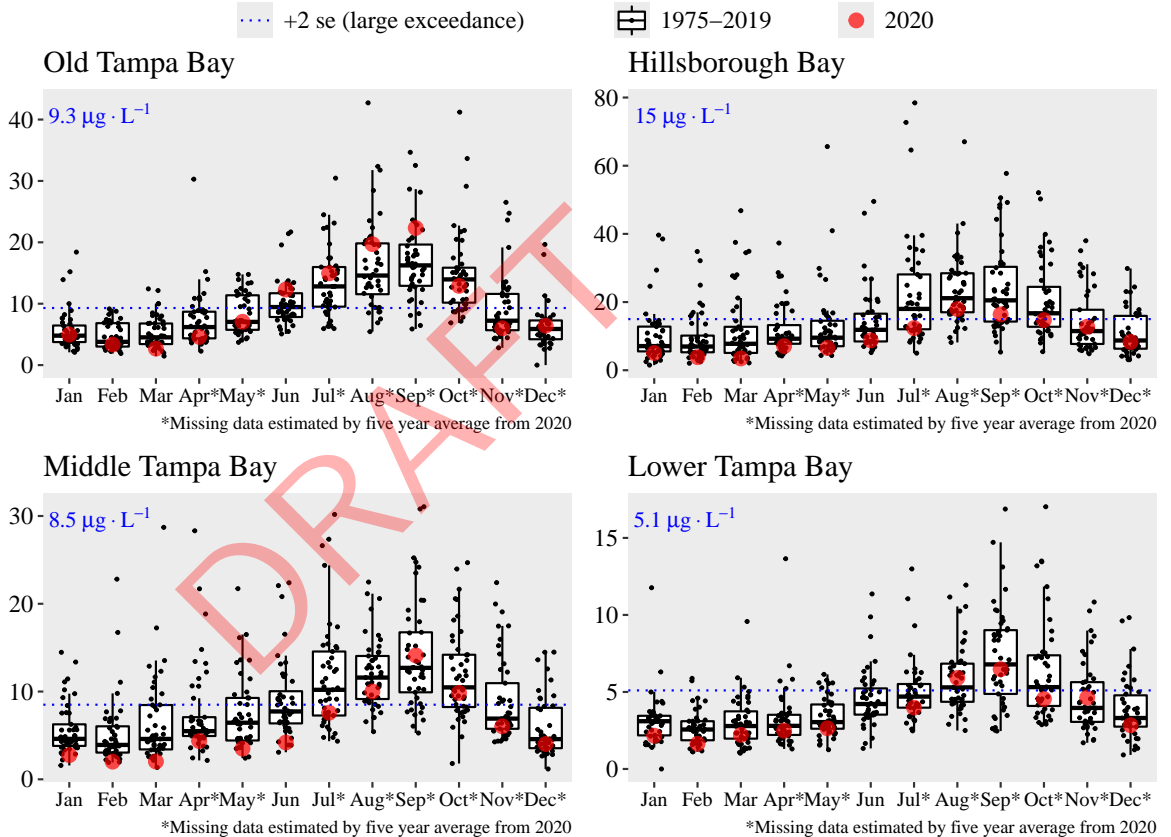 +2 se (large exceedance) 1975−2019 2020
Old Tampa Bay
9.3 μg ⋅ L−1
40
30
20
10
0
Jan Feb Mar Apr* May* Jun Jul* Aug* Sep* Oct* Nov* Dec*
*Missing data estimated by five year average from 2020
Hillsborough Bay
15 μg ⋅ L−1
80
60
40
20
0
Jan Feb Mar Apr* May* Jun Jul* Aug* Sep* Oct* Nov* Dec*
*Missing data estimated by five year average from 2020
Middle Tampa Bay
8.5 μg ⋅ L−1
30
20
10
0
Jan Feb Mar Apr* May* Jun Jul* Aug* Sep* Oct* Nov* Dec*
*Missing data estimated by five year average from 2020
Lower Tampa Bay
5.1 μg ⋅ L−1
15
10
5
0
Jan Feb Mar Apr* May* Jun Jul* Aug* Sep* Oct* Nov* Dec*
*Missing data estimated by five year average from 2020
DRAFT